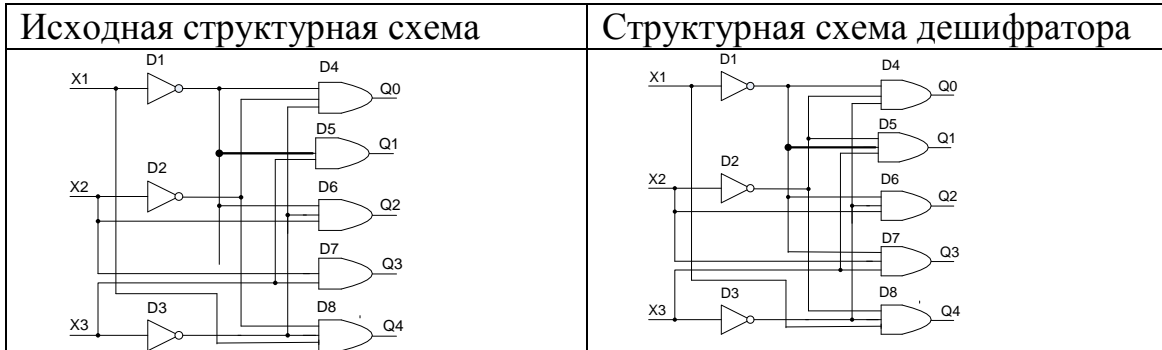 Исходная структурная схема
D1
D4
X1
Q0
D5
Q1
D2
D6
X2
Q2
D7
Q3
D3
D8
X3
Q4
Структурная схема дешифратора
D1
D4
X1
Q0
D5
Q1
D2
D6
X2
Q2
D7
Q3
D3
D8
X3
Q4